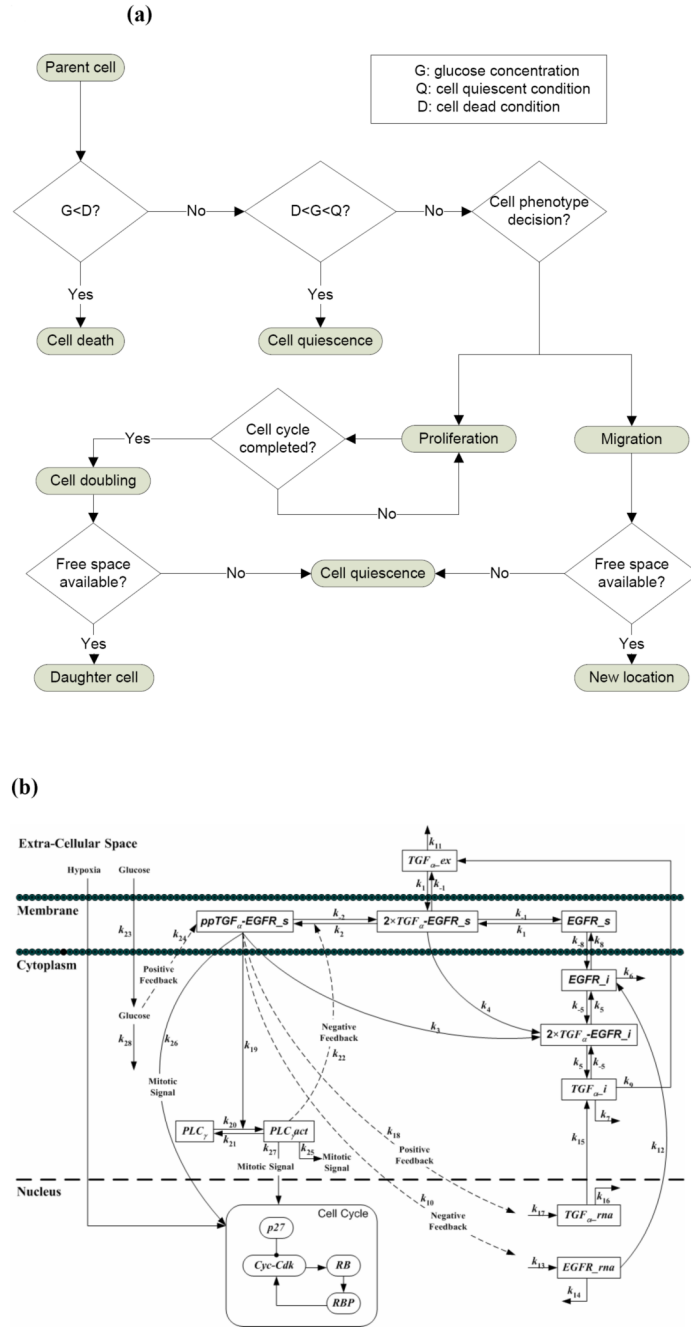 (a)
Parent cell
G: glucose concentration
Q: cell quiescent condition
D: cell dead condition
G<D?
No
D<G<Q?
No
Cell phenotype
decision?
Yes
Yes
Cell death
Cell quiescence
Cell cycle
completed?
Yes
Proliferation
Migration
Cell doubling
No
Free space
available?
No
Cell quiescence
No
Free space
available?
Yes
Yes
Daughter cell
New location
(b)
Extra-Cellular Space
k11
TGFα_ex
Hypoxia
Glucose
k1
k-1
Membrane
ppTGFα-EGFR_s
k-2
k2
2×TGFα-EGFR_s
k-1
k1
EGFR_s
k23
k24
k-8
k8
Cytoplasm
Positive
Feedback
EGFR_i
k6
k-5
k5
Glucose
k28
k26
k19
Negative
Feedback
k22
k3
k4
2×TGFα-EGFR_i
k5
k-5
Mitotic
Signal
TGFα_i
k9
k7
PLCγ
k20
k21
PLCγact
k27
k25
Mitotic
Signal
Mitotic Signal
k18
Positive
Feedback
k15
k12
Nucleus
k10
Negative
Feedback
k16
k17
TGFα_rna
Cell Cycle
p27
Cyc-Cdk
RB
RBP
k13
EGFR_rna
k14